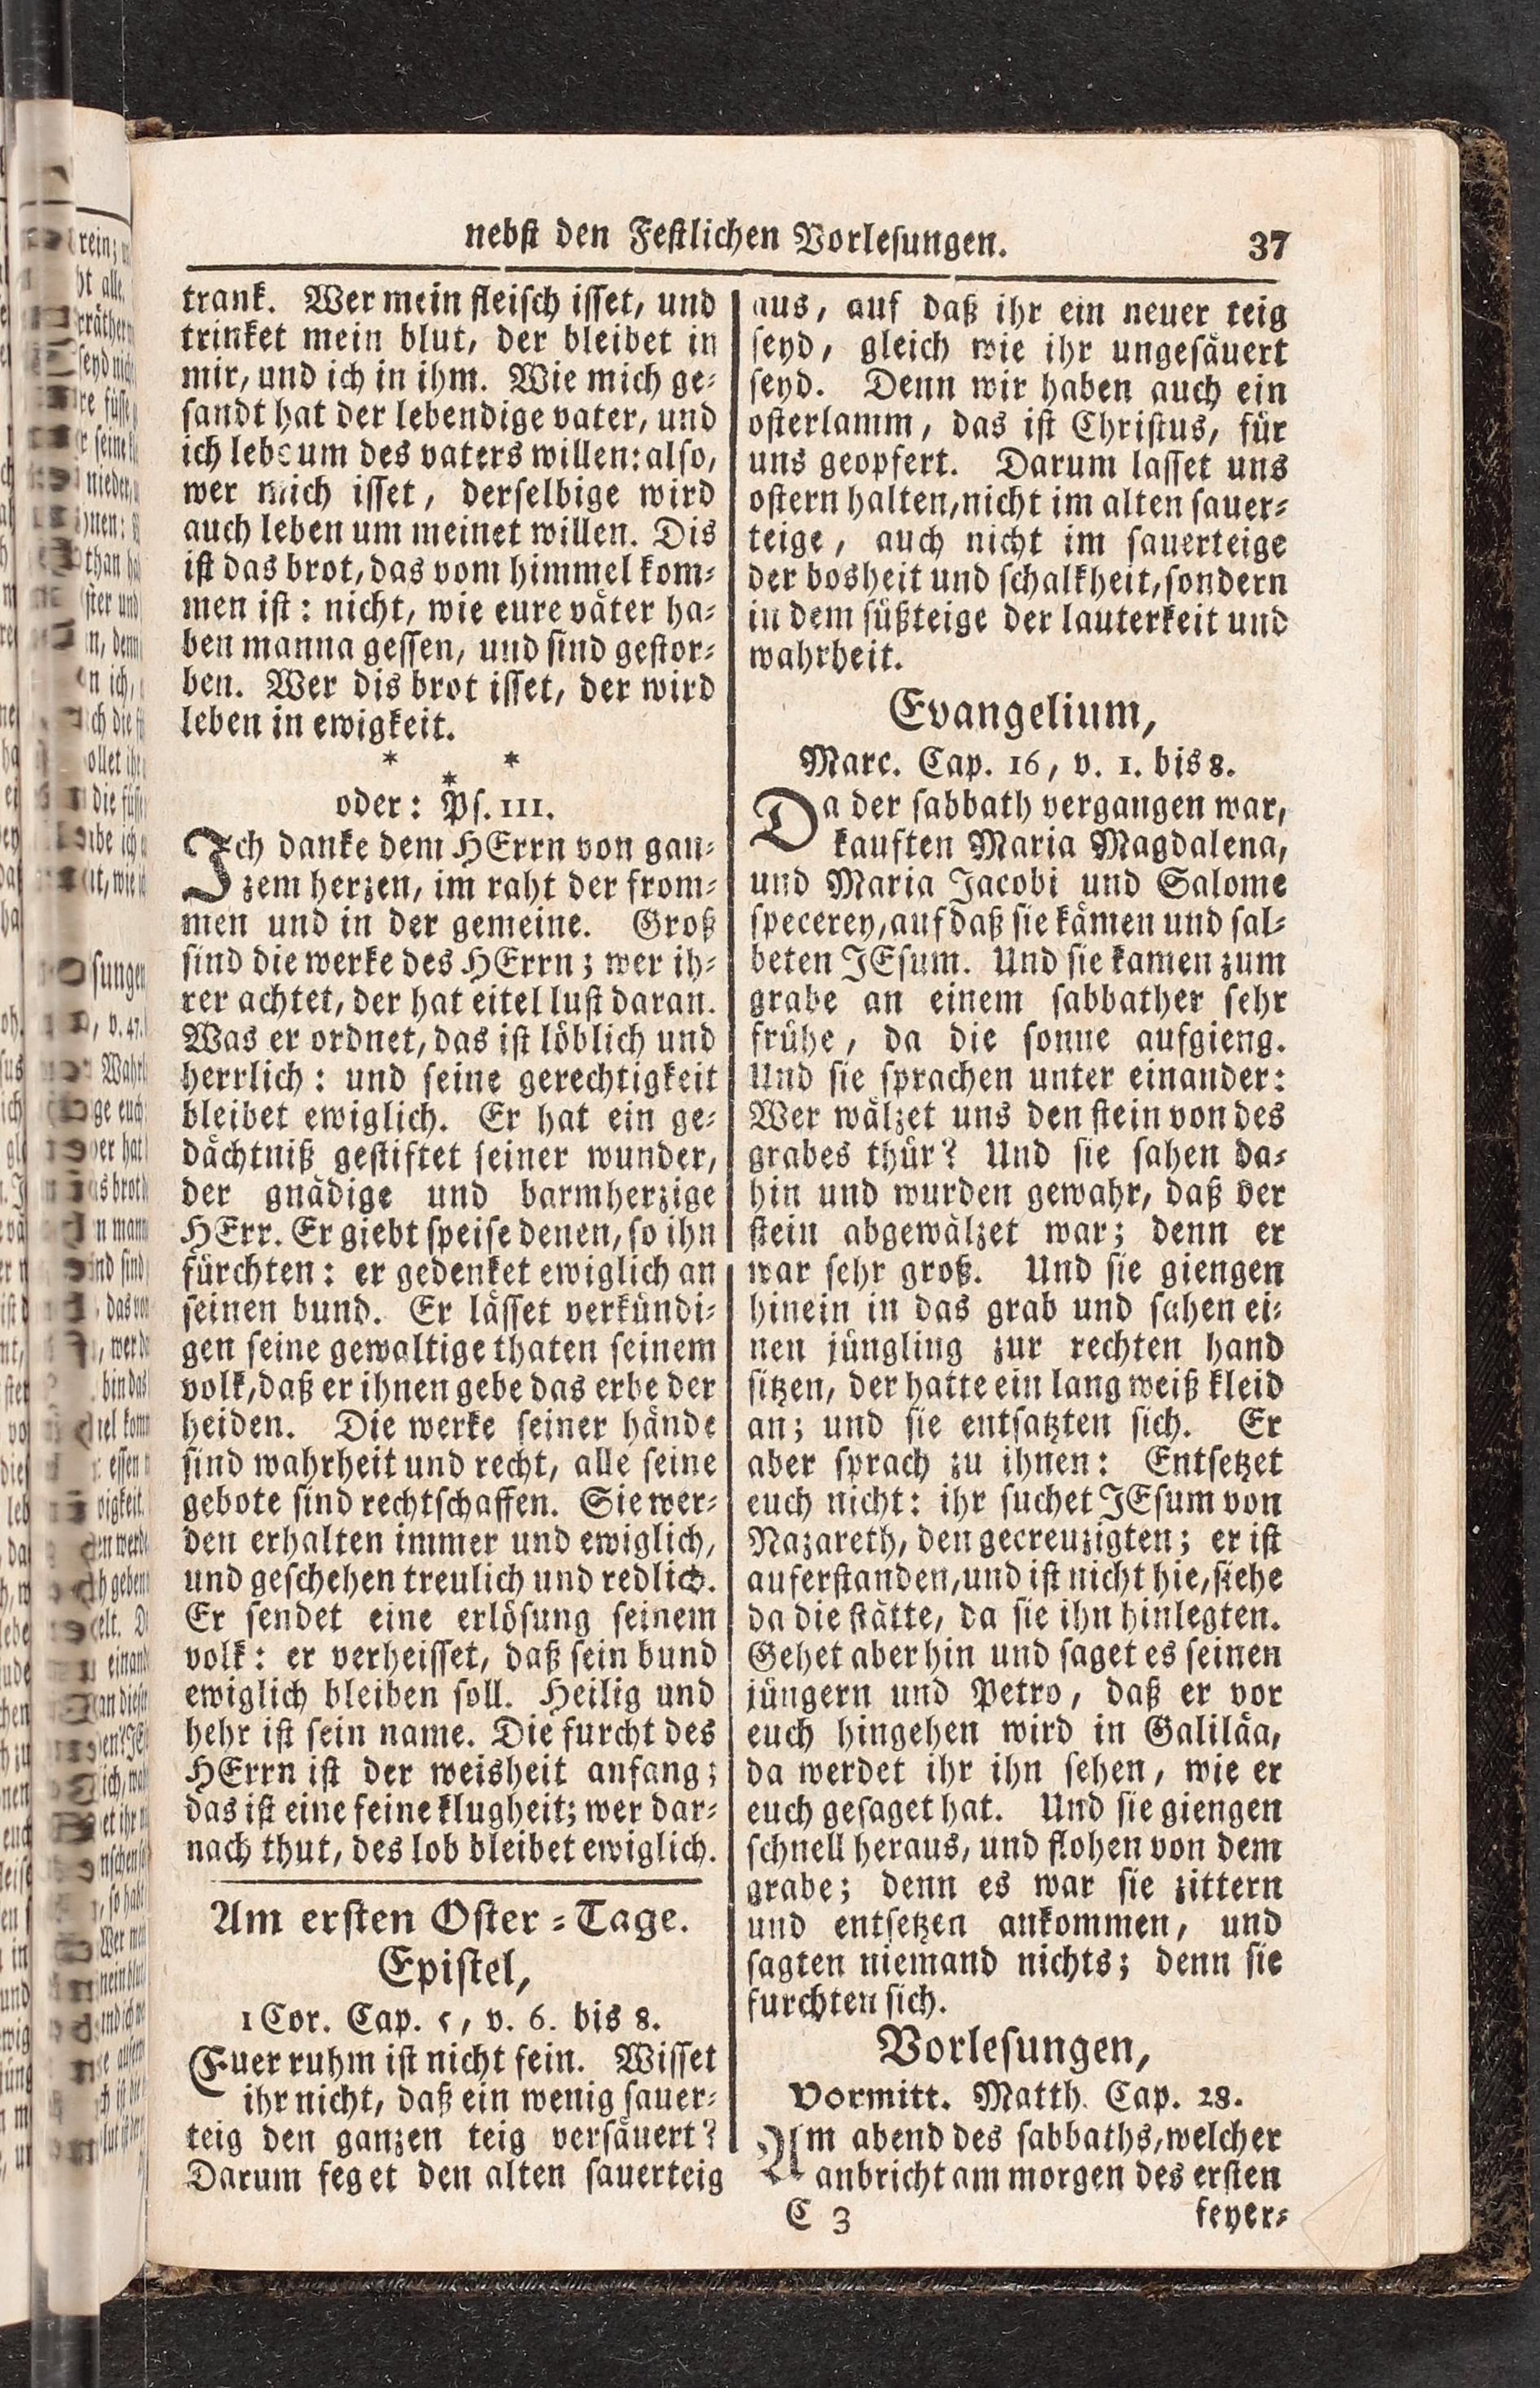 nebst den Festlichen Vorlesungen. 37
trank. Wer mein fleisch isset, und
trinket mein blut, der bleibet in
mir, und ich in ihm. Wie mich ge-
sandt hat der lebendige vater, und
ich lebe um des vaters willen: also,
wer mich isset, derselbige wird
auch leben um meinet willen. Dis
ist das brot, das vom himmel kom-
men ist: nicht, wie eure väter ha-
ben manna gessen, und sind gestor-
ben. Wer dis brot isset, der wird
leben in ewigkeit.
* * *
oder: Ps. 111.
Ich danke dem HErrn von gan-
zem herzen, im raht der from-
men und in der gemeine. Groß
sind die werke des HErrn; wer ih-
rer achtet, der hat eitel lust daran.
Was er ordnet, das ist löblich und
herrlich: und seine gerechtigkeit
bleibet ewiglich. Er hat ein ge-
dächtniß gestiftet seiner wunder,
der gnädige und barmherzige
HErr. Er giebt speise denen, so ihn
fürchten: er gedenket ewiglich an
seinen bund. Er lässet verkündi-
gen seine gewaltige thaten seinem
volk, daß er ihnen gebe das erbe der
heiden. Die werke seiner hände
sind wahrheit und recht, alle seine
gebote sind rechtschaffen. Sie wer-
den erhalten immer und ewiglich,
und geschehen treulich und redlich.
Er sendet eine erlösung seinem
volk: er verheisset, daß sein bund
ewiglich bleiben soll. Heilig und
hehr ist sein name. Die furcht des
HErrn ist der weisheit anfang;
das ist eine feine klugheit; wer dar-
nach thut, des lob bleibet ewiglich.
Am ersten Oster-Tage.
Epistel,
1 Cor. Cap. 5, v. 6. bis 8.
Euer ruhm ist nicht fein. Wisset
ihr nicht, daß ein wenig sauer-
teig den ganzen teig versäuert?
Darum feget den alten sauerteig
aus, auf daß ihr ein neuer teig
seyd, gleich wie ihr ungesäuert
seyd. Denn wir haben auch ein
osterlamm, das ist Christus, für
uns geopfert. Darum lasset uns
ostern halten, nicht im alten sauer-
teige, auch nicht im sauerteige
der bosheit und schalkheit, sondern
in dem süßteige der lauterkeit und
wahrheit.
Evangelium,
Marc. Cap. 16, v. 1. bis 8.
Da der sabbath vergangen war,
kauften Maria Magdalena,
und Maria Jacobi und Salome
specerey, auf daß sie kämen und sal-
beten JEsum. Und sie kamen zum
grabe an einem sabbather sehr
frühe, da die sonne aufgieng.
Und sie sprachen unter einander:
Wer wälzet uns den stein von des
grabes thür? Und sie sahen da-
hin und wurden gewahr, daß der
stein abgewälzet war; denn er
war sehr groß. Und sie giengen
hinein in das grab und sahen ei-
nen jüngling zur rechten hand
sitzen, der hatte ein lang weiß kleid
an; und sie entsatzten sich. Er
aber sprach zu ihnen: Entsetzet
euch nicht: ihr suchet JEsum von
Nazareth, den gecreuzigten; er ist
auferstanden, und ist nicht hie, siehe
da die stätte, da sie ihn hinlegten.
Gehet aber hin und saget es seinen
jüngern und Petro, daß er vor
euch hingehen wird in Galiläa,
da werdet ihr ihn sehen, wie er
euch gesaget hat. Und sie giengen
schnell heraus, und flohen von dem
grabe; denn es war sie zittern
und entsetzen ankommen, und
sagten niemand nichts; denn sie
furchten sich.
Vorlesungen,
Vormitt. Matth. Cap. 28.
Am abend des sabbaths, welcher
anbricht am morgen des ersten
C 3 feyer-